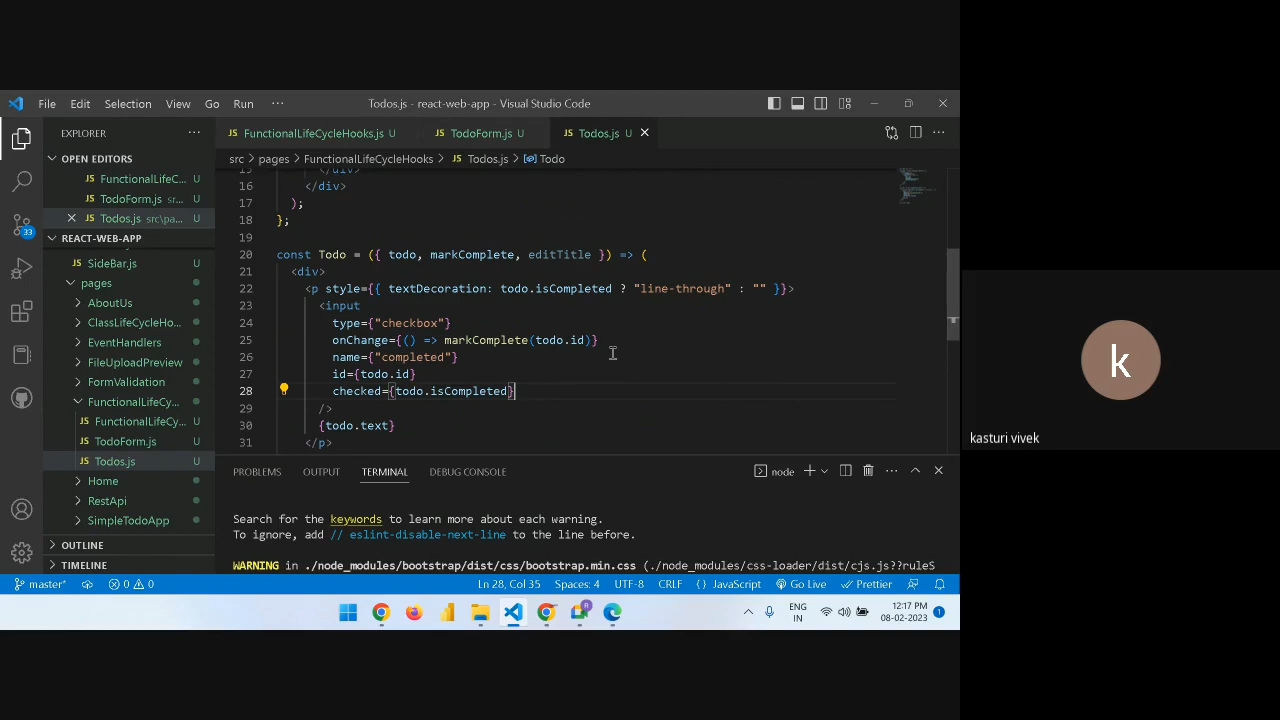 File Edit Selection View Go Run ··· Todos.js - react-web-app - Visual Studio Code
EXPLORER ···
FunctionalLifeCycleHooks.js U TodoForm.js U Todos.js U
OPEN EDITORS
FunctionalLifeC... U
TodoForm.js sr... U
Todos.js src\pa... U
REACT-WEB-APP
SideBar.js U
pages
AboutUs
ClassLifeCycleHo...
EventHandlers
FileUploadPreview
FormValidation
FunctionalLifeCy...
FunctionalLifeCy... U
TodoForm.js U
Todos.js U
Home
RestApi
SimpleTodoApp
OUTLINE
TIMELINE
33
src > pages > FunctionalLifeCycleHooks > Todos.js > Todo
15 </div>
16 </div>
17 );
18 };
19
20 const Todo = ({ todo, markComplete, editTitle }) => (
21 <div>
22 <p style={{ textDecoration: todo.isCompleted ? "line-through" : "" }}>
23 <input
24 type={"checkbox"}
25 onChange={() => markComplete(todo.id)}
26 name={"completed"}
27 id={todo.id}
28 checked={todo.isCompleted}
29 />
30 {todo.text}
31 </p>
PROBLEMS OUTPUT TERMINAL DEBUG CONSOLE node
Search for the keywords to learn more about each warning.
To ignore, add // eslint-disable-next-line to the line before.
WARNING in ./node_modules/bootstrap/dist/css/bootstrap.min.css (./node_modules/css-loader/dist/cjs.js??ruleS
master* 0 0 Ln 28, Col 35 Spaces: 4 UTF-8 CRLF JavaScript Go Live Prettier
ENG
IN
12:17 PM
08-02-2023
1
k
kasturi vivek